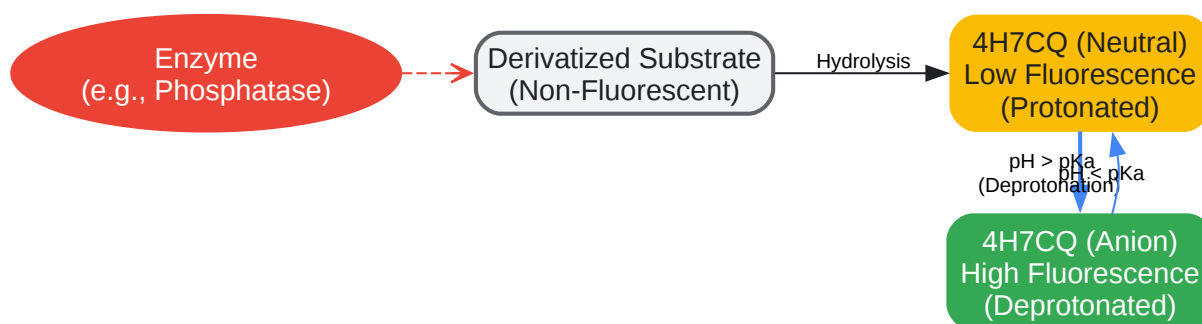 Enzyme
(e.g., Phosphatase)
Derivatized Substrate
(Non-Fluorescent)
Hydrolysis
4H7CQ (Neutral)
Low Fluorescence
(Protonated)
pH > pKa
(Deprotonation)
pH < pKa
4H7CQ (Anion)
High Fluorescence
(Deprotonated)